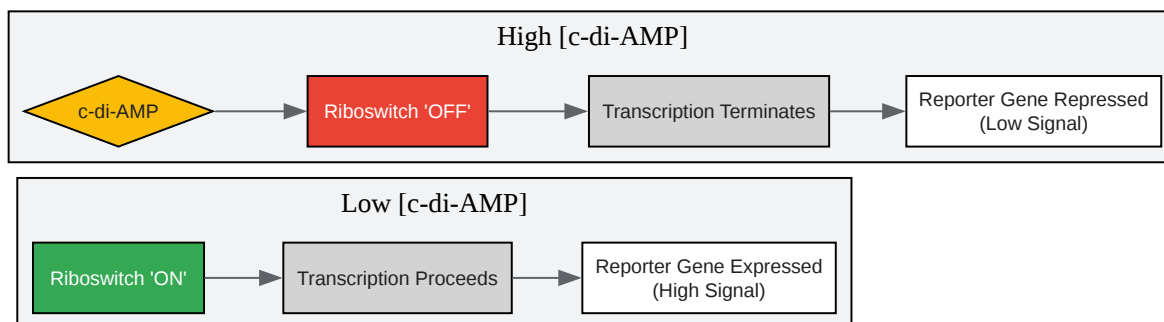 High [c-di-AMP]
c-di-AMP
Riboswitch 'OFF'
Transcription Terminates
Reporter Gene Repressed
(Low Signal)
Low [c-di-AMP]
Riboswitch 'ON'
Transcription Proceeds
Reporter Gene Expressed
(High Signal)